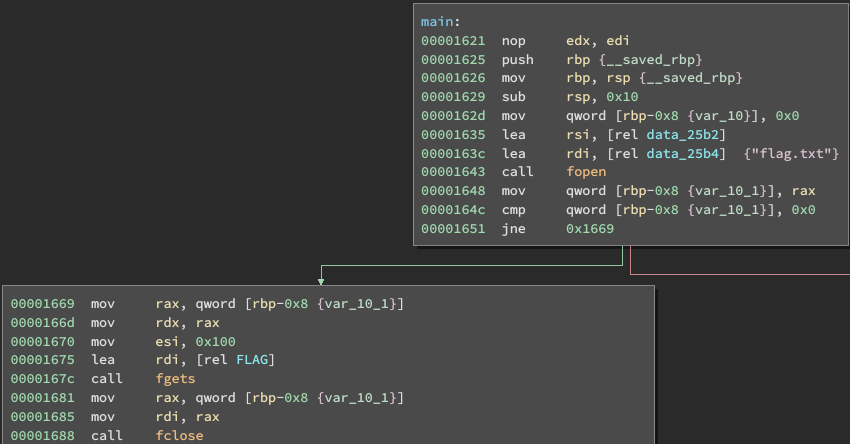 main:
00001621 nop edx, edi
00001625 push rbp {__saved_rbp}
00001626 mov rbp, rsp {__saved_rbp}
00001629 sub rsp, 0x10
0000162d mov qword [rbp-0x8 {var_10}], 0x0
00001635 lea rsi, [rel data_25b2]
0000163c lea rdi, [rel data_25b4] {"flag.txt"}
00001643 call fopen
00001648 mov qword [rbp-0x8 {var_10_1}], rax
0000164c cmp qword [rbp-0x8 {var_10_1}], 0x0
00001651 jne 0x1669
00001669 mov rax, qword [rbp-0x8 {var_10_1}]
0000166d mov rdx, rax
00001670 mov esi, 0x100
00001675 lea rdi, [rel FLAG]
0000167c call fgets
00001681 mov rax, qword [rbp-0x8 {var_10_1}]
00001685 mov rdi, rax
00001688 call fclose